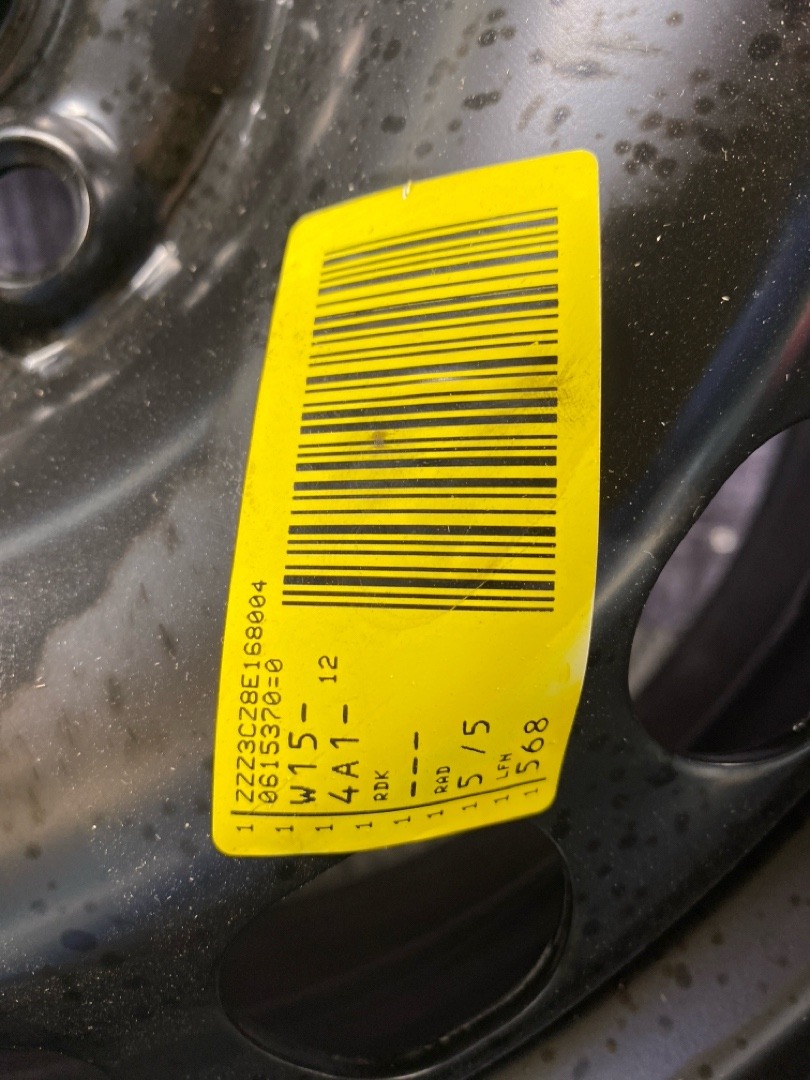 ZZZ3CZ8E168004
0615370=0
W15-
4A1- 12
RDK
---
RAD
5/5
LFN
568
1 1 1 1 1 1 1 1 1